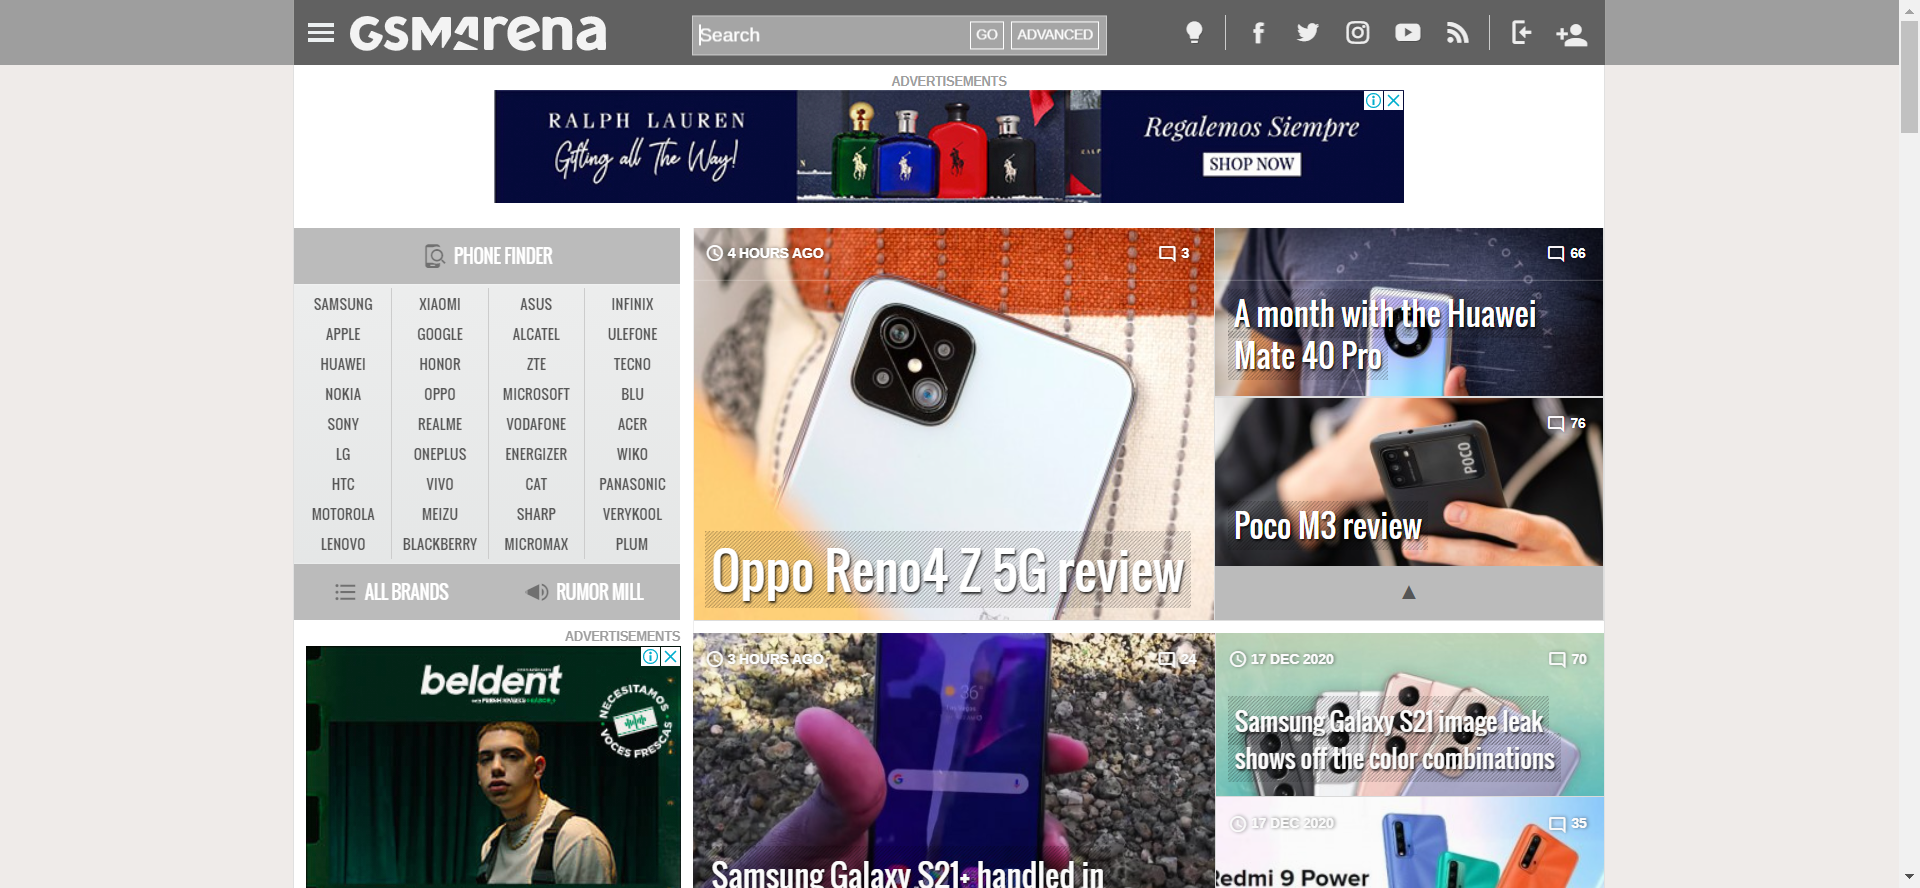 GSMArena
Search
GO
ADVANCED
ADVERTISEMENTS
RALPH LAUREN
Gifting all The Way!
Regalemos Siempre
SHOP NOW
PHONE FINDER
SAMSUNG XIAOMI ASUS INFINIX
APPLE GOOGLE ALCATEL ULEFONE
HUAWEI HONOR ZTE TECNO
NOKIA OPPO MICROSOFT BLU
SONY REALME VODAFONE ACER
LG ONEPLUS ENERGIZER WIKO
HTC VIVO CAT PANASONIC
MOTOROLA MEIZU SHARP VERYKOOL
LENOVO BLACKBERRY MICROMAX PLUM
ALL BRANDS
RUMOR MILL
4 HOURS AGO
3
Oppo Reno4 Z 5G review
66
A month with the Huawei
Mate 40 Pro
76
POCO
Poco M3 review
ADVERTISEMENTS
beldent
NECESITAMOS
VOCES FRESCAS
3 HOURS AGO
24
36°
Samsung Galaxy S21+ handled in
17 DEC 2020
70
Samsung Galaxy S21 image leak
shows off the color combinations
17 DEC 2020
35
Redmi 9 Power